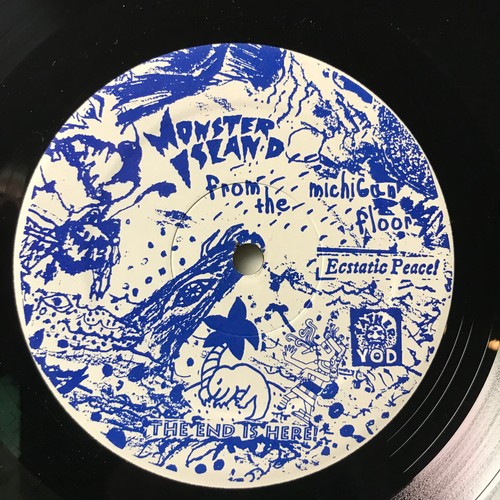 MONSTER
ISLAND
from the michigan
floor
Ecstatic Peace!
YOD
THE END IS HERE!